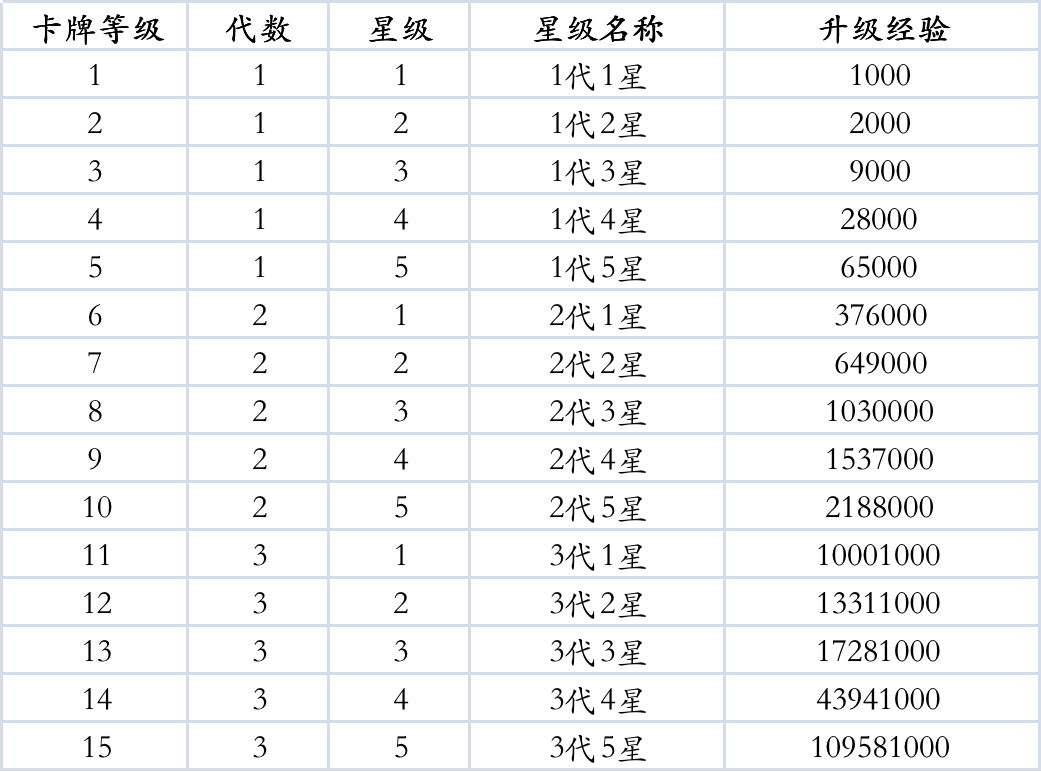 卡牌等级 代数 星级 星级名称 升级经验
1 1 1 1代1星 1000
2 1 2 1代2星 2000
3 1 3 1代3星 9000
4 1 4 1代4星 28000
5 1 5 1代5星 65000
6 2 1 2代1星 376000
7 2 2 2代2星 649000
8 2 3 2代3星 1030000
9 2 4 2代4星 1537000
10 2 5 2代5星 2188000
11 3 1 3代1星 10001000
12 3 2 3代2星 13311000
13 3 3 3代3星 17281000
14 3 4 3代4星 43941000
15 3 5 3代5星 109581000